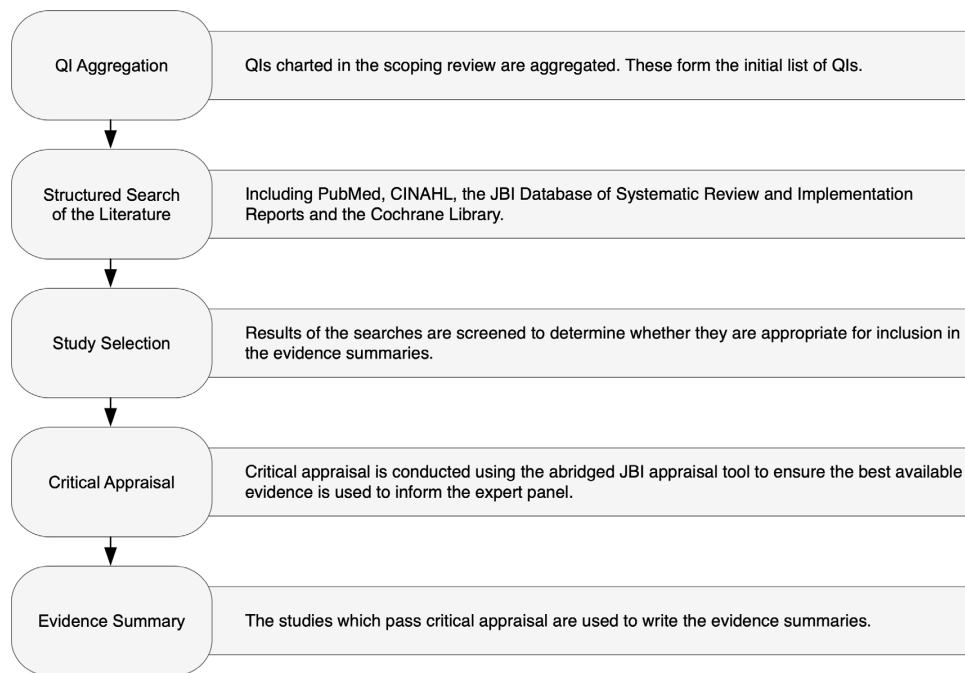 QI Aggregation
QIs charted in the scoping review are aggregated. These form the initial list of QIs.
Structured Search
of the Literature
Including PubMed, CINAHL, the JBI Database of Systematic Review and Implementation
Reports and the Cochrane Library.
Study Selection
Results of the searches are screened to determine whether they are appropriate for inclusion in
the evidence summaries.
Critical Appraisal
Critical appraisal is conducted using the abridged JBI appraisal tool to ensure the best available
evidence is used to inform the expert panel.
Evidence Summary
The studies which pass critical appraisal are used to write the evidence summaries.